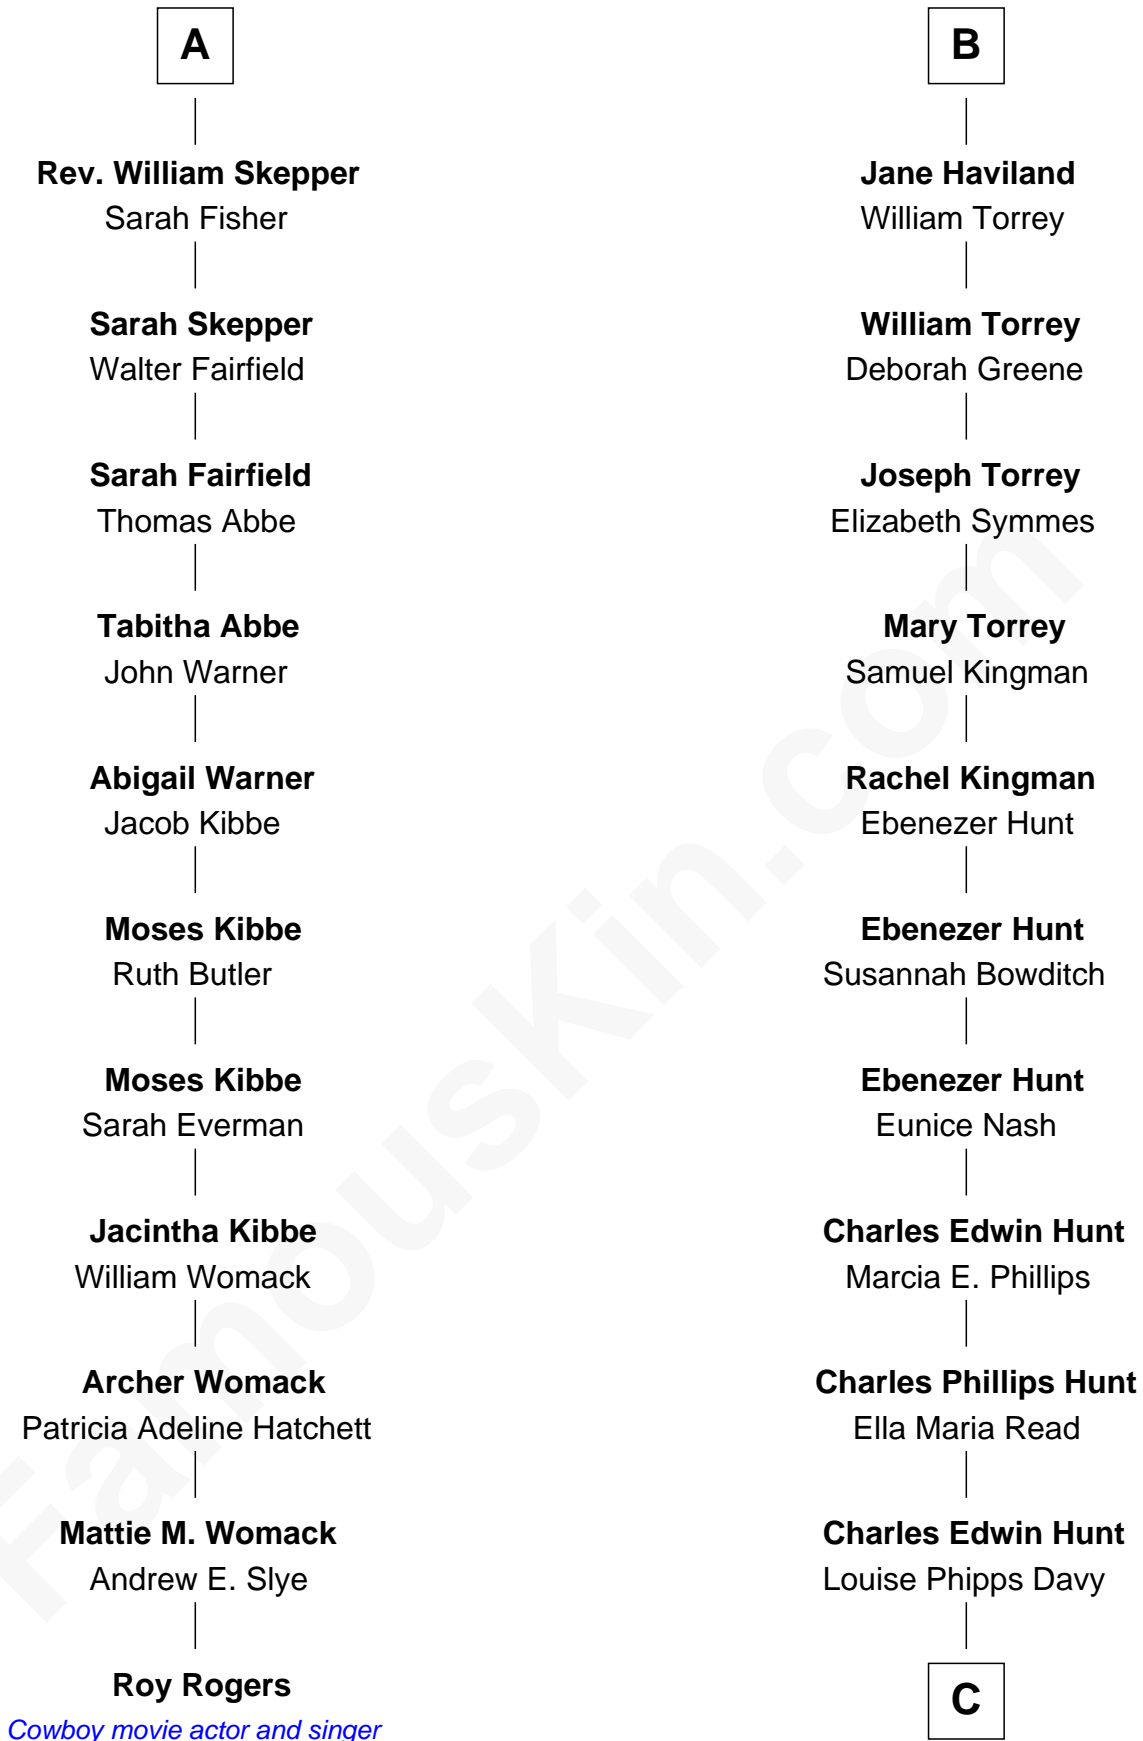 A
Rev. William Skepper
Sarah Fisher
Sarah Skepper
Walter Fairfield
Sarah Fairfield
Thomas Abbe
Tabitha Abbe
John Warner
Abigail Warner
Jacob Kibbe
Moses Kibbe
Ruth Butler
Moses Kibbe
Sarah Everman
Jacintha Kibbe
William Womack
Archer Womack
Patricia Adeline Hatchett
Mattie M. Womack
Andrew E. Slye
Roy Rogers
Cowboy movie actor and singer
B
Jane Haviland
William Torrey
William Torrey
Deborah Greene
Joseph Torrey
Elizabeth Symmes
Mary Torrey
Samuel Kingman
Rachel Kingman
Ebenezer Hunt
Ebenezer Hunt
Susannah Bowditch
Ebenezer Hunt
Eunice Nash
Charles Edwin Hunt
Marcia E. Phillips
Charles Phillips Hunt
Ella Maria Read
Charles Edwin Hunt
Louise Phipps Davy
C
FamousKin.com